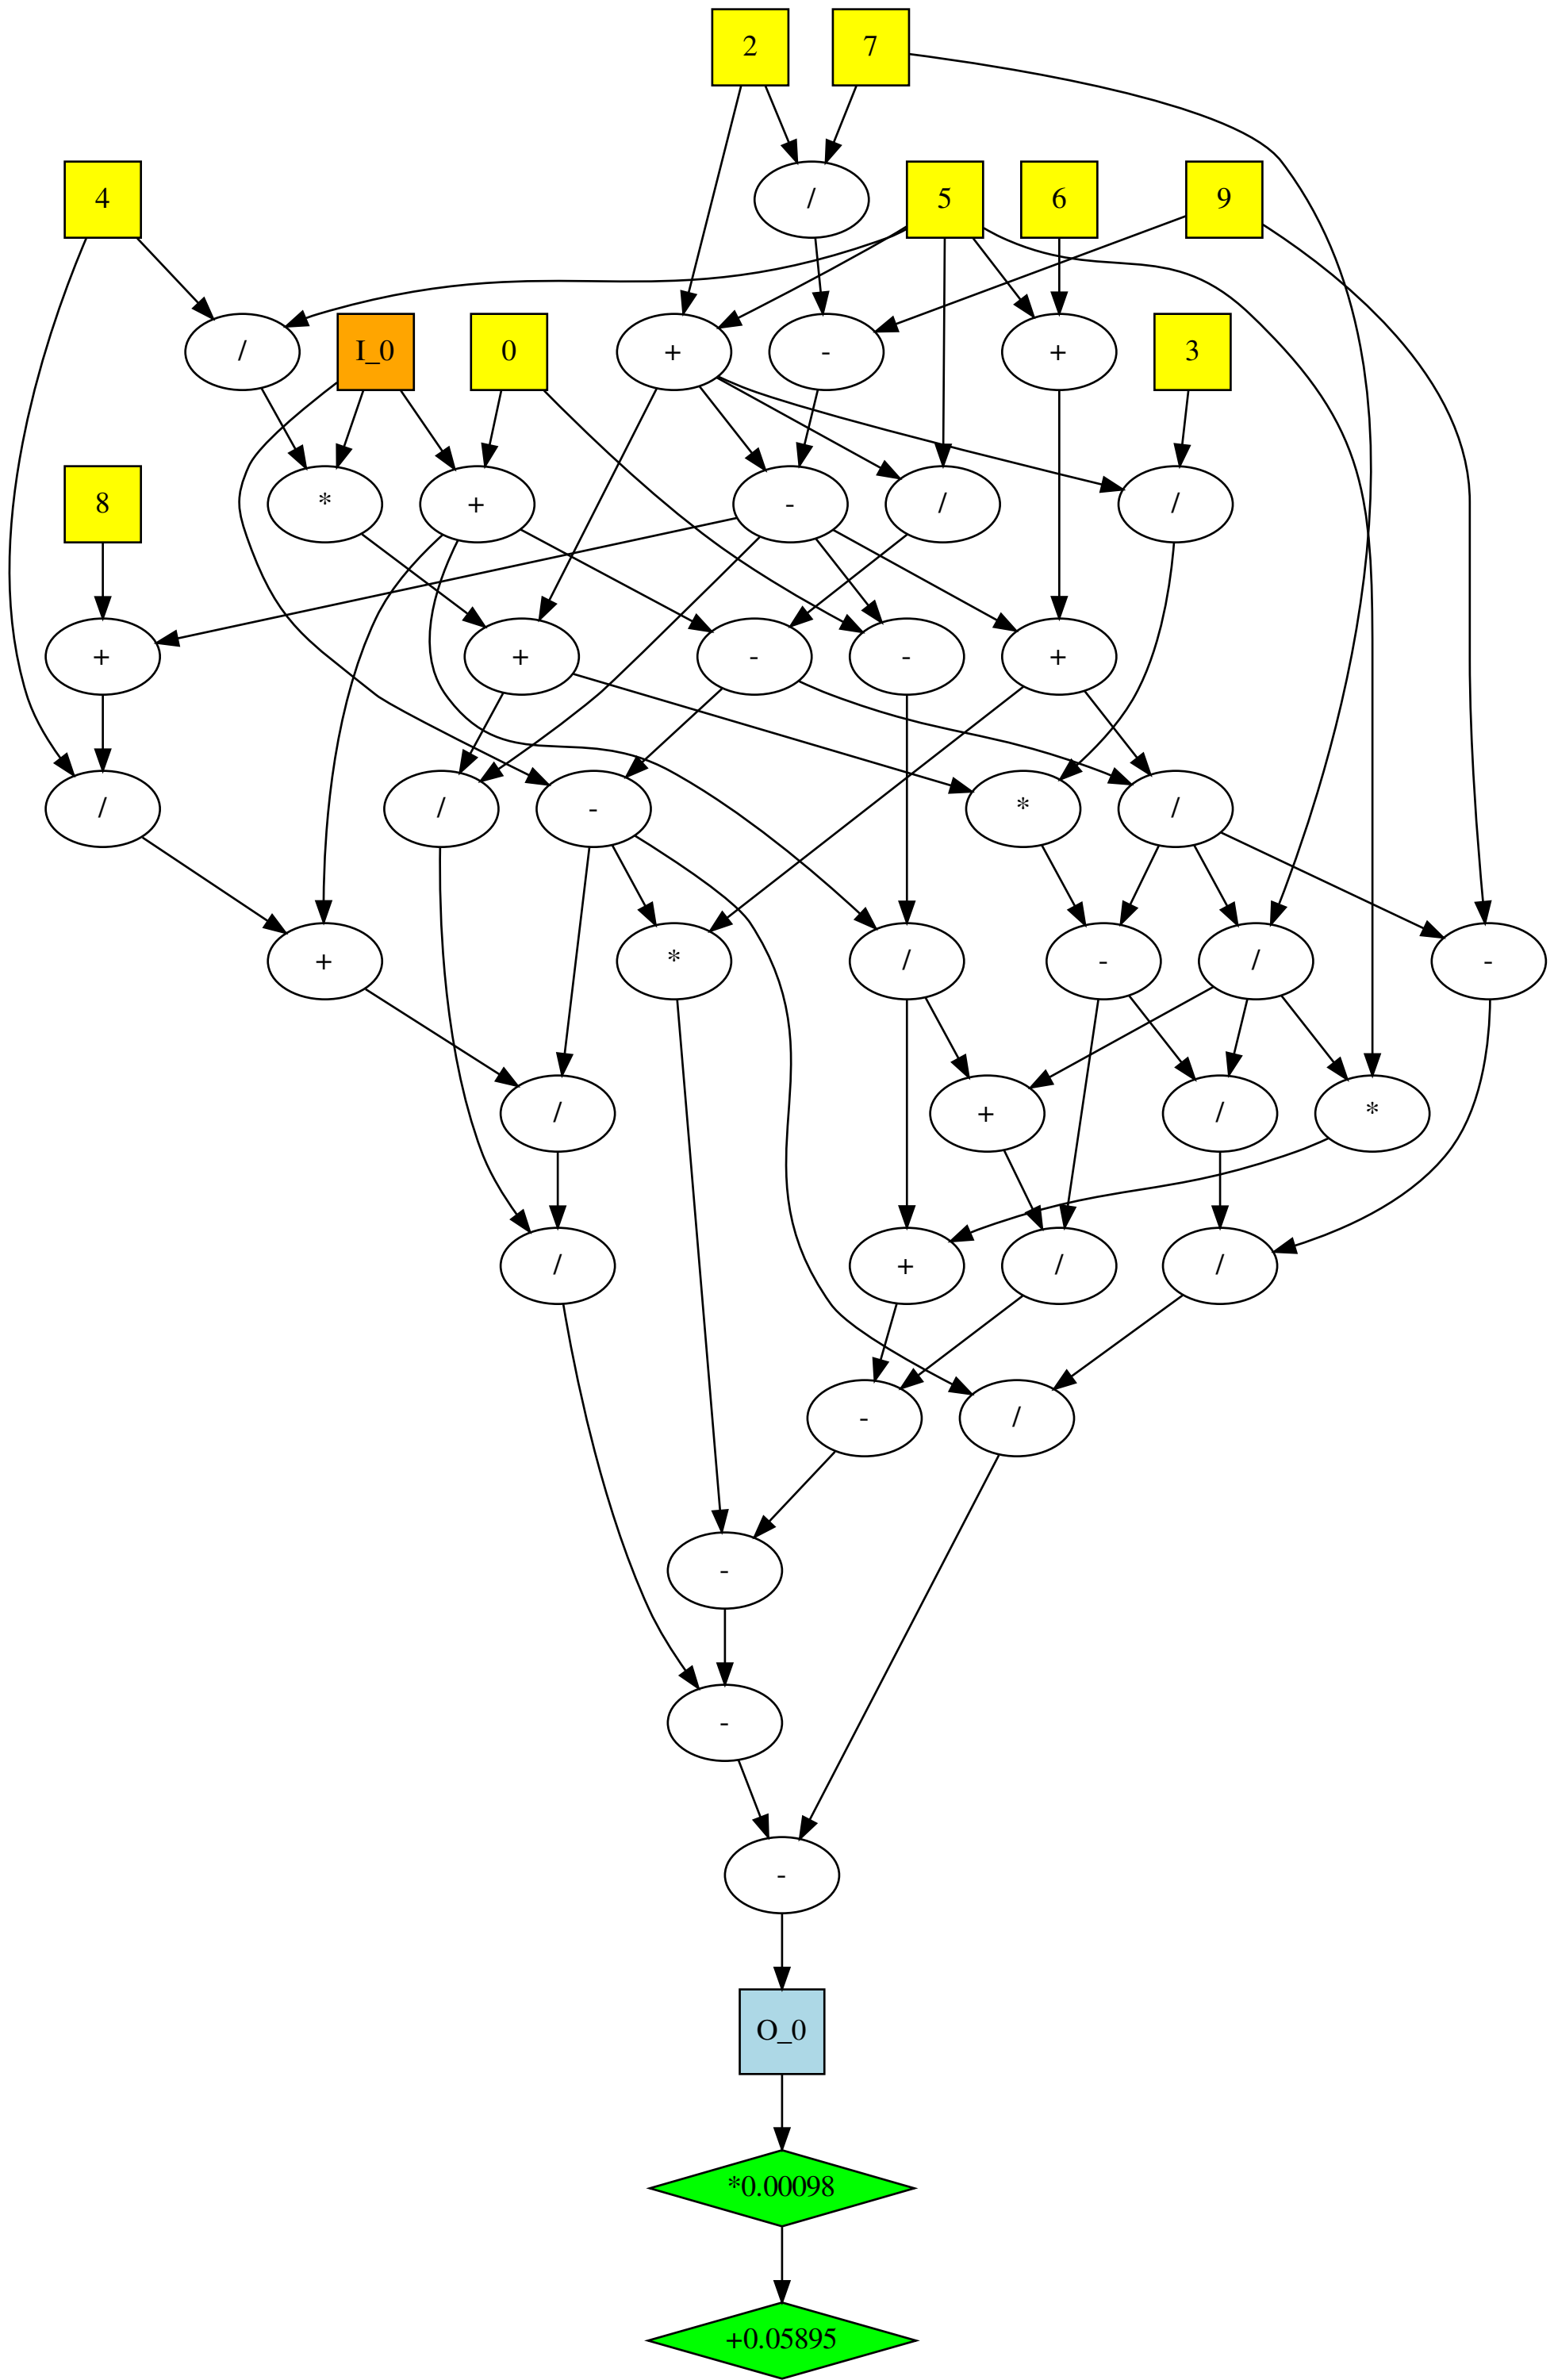 2 7
4 / 5 6 9
/ I_0 0 + - + 3
8 * + - / /
+ + - - +
/ / - * /
+ * / - / -
/ + / *
/ + / /
- /
-
-
-
O_0
*0.00098
+0.05895